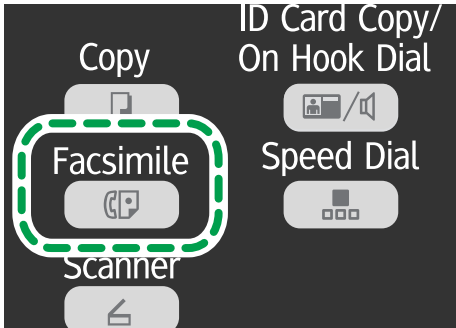 Copy
ID Card Copy/
On Hook Dial
Facsimile
Speed Dial
Scanner